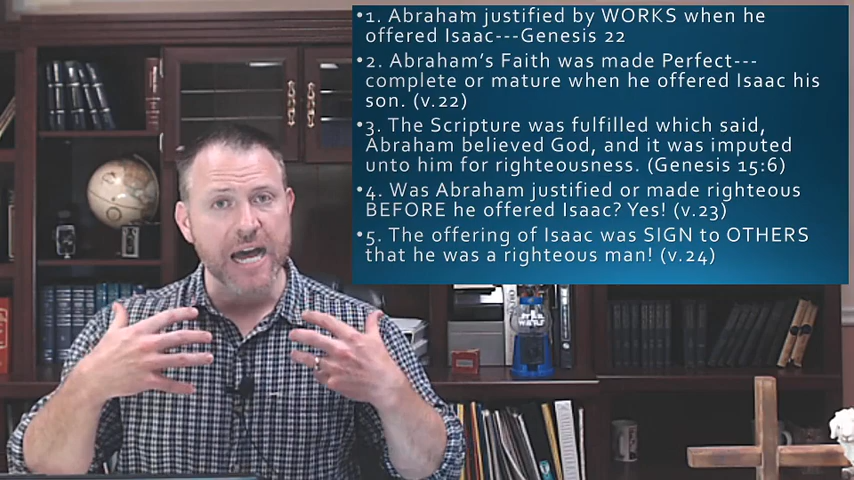 •1. Abraham justified by WORKS when he
offered Isaac---Genesis 22
•2. Abraham's Faith was made Perfect---
complete or mature when he offered Isaac his
son. (v.22)
•3. The Scripture was fulfilled which said,
Abraham believed God, and it was imputed
unto him for righteousness. (Genesis 15:6)
•4. Was Abraham justified or made righteous
BEFORE he offered Isaac? Yes! (v.23)
•5. The offering of Isaac was SIGN to OTHERS
that he was a righteous man! (v.24)
STAR
WARS